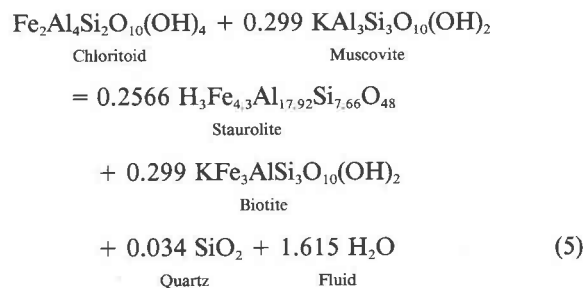 Fe₂Al₄Si₂O₁₀(OH)₄ + 0.299 KAl₃Si₃O₁₀(OH)₂
Chloritoid Muscovite
= 0.2566 H₃Fe₄.₃Al₁₇.₉₂Si₇.₆₆O₄₈
Staurolite
+ 0.299 KFe₃AlSi₃O₁₀(OH)₂
Biotite
+ 0.034 SiO₂ + 1.615 H₂O (5)
Quartz Fluid